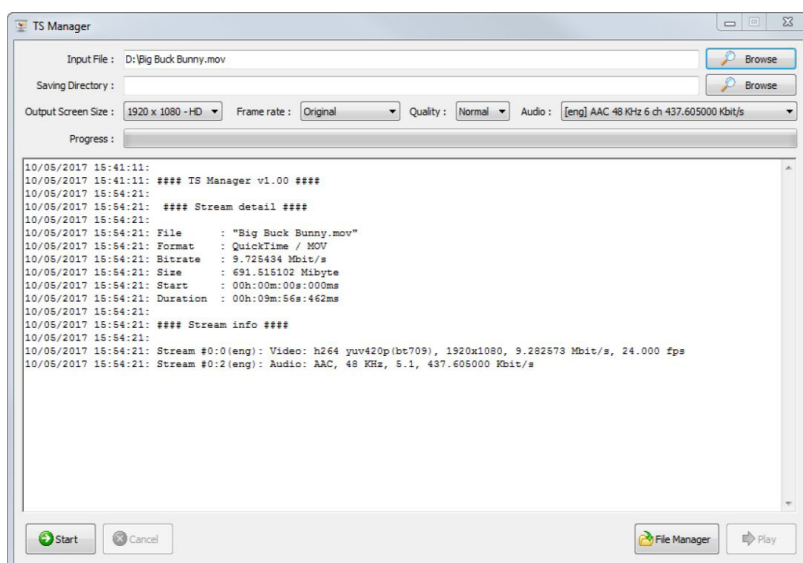 TS Manager
Input File : D:\Big Buck Bunny.mov Browse
Saving Directory : Browse
Output Screen Size : 1920 x 1080 - HD Frame rate : Original Quality : Normal Audio : [eng] AAC 48 KHz 6 ch 437.605000 Kbit/s
Progress :
10/05/2017 15:41:11:
10/05/2017 15:41:11: #### TS Manager v1.00 ####
10/05/2017 15:54:21:
10/05/2017 15:54:21: #### Stream detail ####
10/05/2017 15:54:21:
10/05/2017 15:54:21: File : "Big Buck Bunny.mov"
10/05/2017 15:54:21: Format : QuickTime / MOV
10/05/2017 15:54:21: Bitrate : 9.725434 Mbit/s
10/05/2017 15:54:21: Size : 691.515102 Mibyte
10/05/2017 15:54:21: Start : 00h:00m:00s:000ms
10/05/2017 15:54:21: Duration : 00h:09m:56s:462ms
10/05/2017 15:54:21:
10/05/2017 15:54:21: #### Stream info ####
10/05/2017 15:54:21:
10/05/2017 15:54:21: Stream #0:0(eng): Video: h264 yuv420p(bt709), 1920x1080, 9.282573 Mbit/s, 24.000 fps
10/05/2017 15:54:21: Stream #0:2(eng): Audio: AAC, 48 KHz, 5.1, 437.605000 Kbit/s
Start Cancel File Manager Play